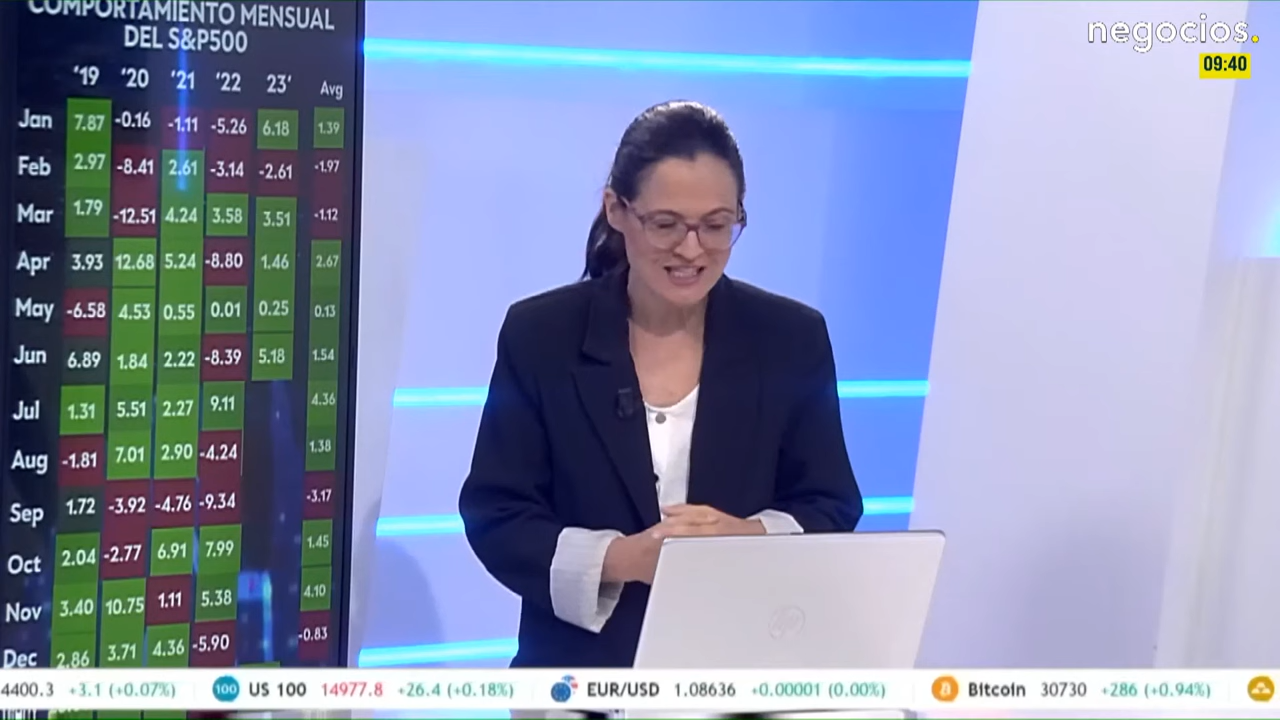 COMPORTAMIENTO MENSUAL
DEL S&P500
'19 '20 '21 '22 23' Avg
Jan 7.87 -0.16 -1.11 -5.26 6.18 1.39
Feb 2.97 -8.41 2.61 -3.14 -2.61 -1.97
Mar 1.79 -12.51 4.24 3.58 3.51 -1.12
Apr 3.93 12.68 5.24 -8.80 1.46 2.67
May -6.58 4.53 0.55 0.01 0.25 0.13
Jun 6.89 1.84 2.22 -8.39 5.18 1.54
Jul 1.31 5.51 2.27 9.11 4.36
Aug -1.81 7.01 2.90 -4.24 1.38
Sep 1.72 -3.92 -4.76 -9.34 -3.17
Oct 2.04 -2.77 6.91 7.99 1.45
Nov 3.40 10.75 1.11 5.38 4.10
Dec 2.86 3.71 4.36 -5.90 -0.83
negocios.
09:40
hp
4400.3 +3.1 (+0.07%) 100 US 100 14977.8 +26.4 (+0.18%) EUR/USD 1.08636 +0.00001 (0.00%) Bitcoin 30730 +286 (+0.94%)